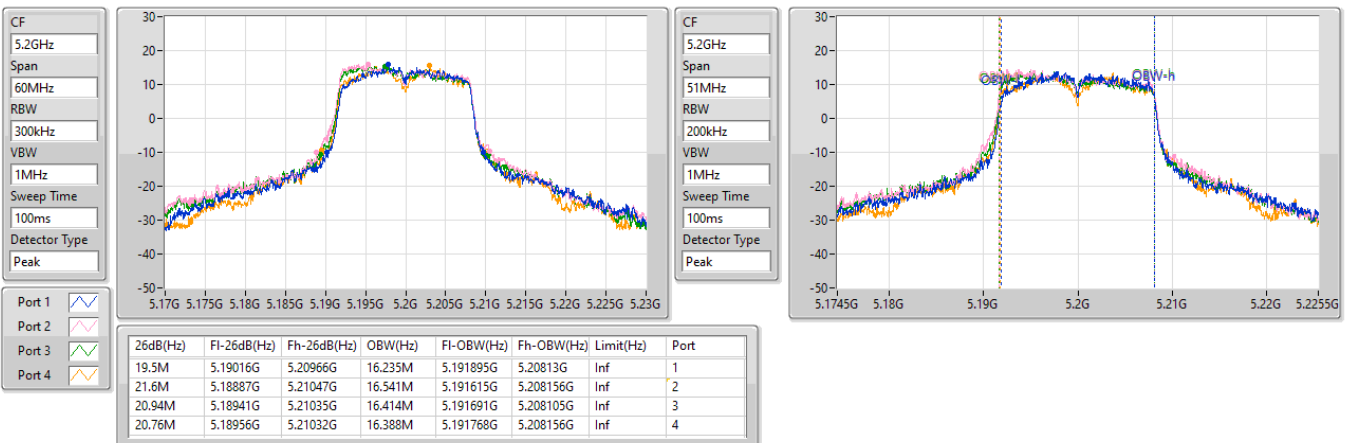 CF
5.2GHz
Span
60MHz
RBW
300kHz
VBW
1MHz
Sweep Time
100ms
Detector Type
Peak
30
20
10
0
-10
-20
-30
-40
-50
5.17G 5.175G 5.18G 5.185G 5.19G 5.195G 5.2G 5.205G 5.21G 5.215G 5.22G 5.225G 5.23G
CF
5.2GHz
Span
51MHz
RBW
200kHz
VBW
1MHz
Sweep Time
100ms
Detector Type
Peak
30
20
10
0
-10
-20
-30
-40
-50
OBW-h
5.1745G 5.18G 5.19G 5.2G 5.21G 5.22G 5.2255G
Port 1
Port 2
Port 3
Port 4
26dB(Hz) Fl-26dB(Hz) Fh-26dB(Hz) OBW(Hz) Fl-OBW(Hz) Fh-OBW(Hz) Limit(Hz) Port
19.5M 5.19016G 5.20966G 16.235M 5.191895G 5.20813G Inf 1
21.6M 5.18887G 5.21047G 16.541M 5.191615G 5.208156G Inf 2
20.94M 5.18941G 5.21035G 16.414M 5.191691G 5.208105G Inf 3
20.76M 5.18956G 5.21032G 16.388M 5.191768G 5.208156G Inf 4